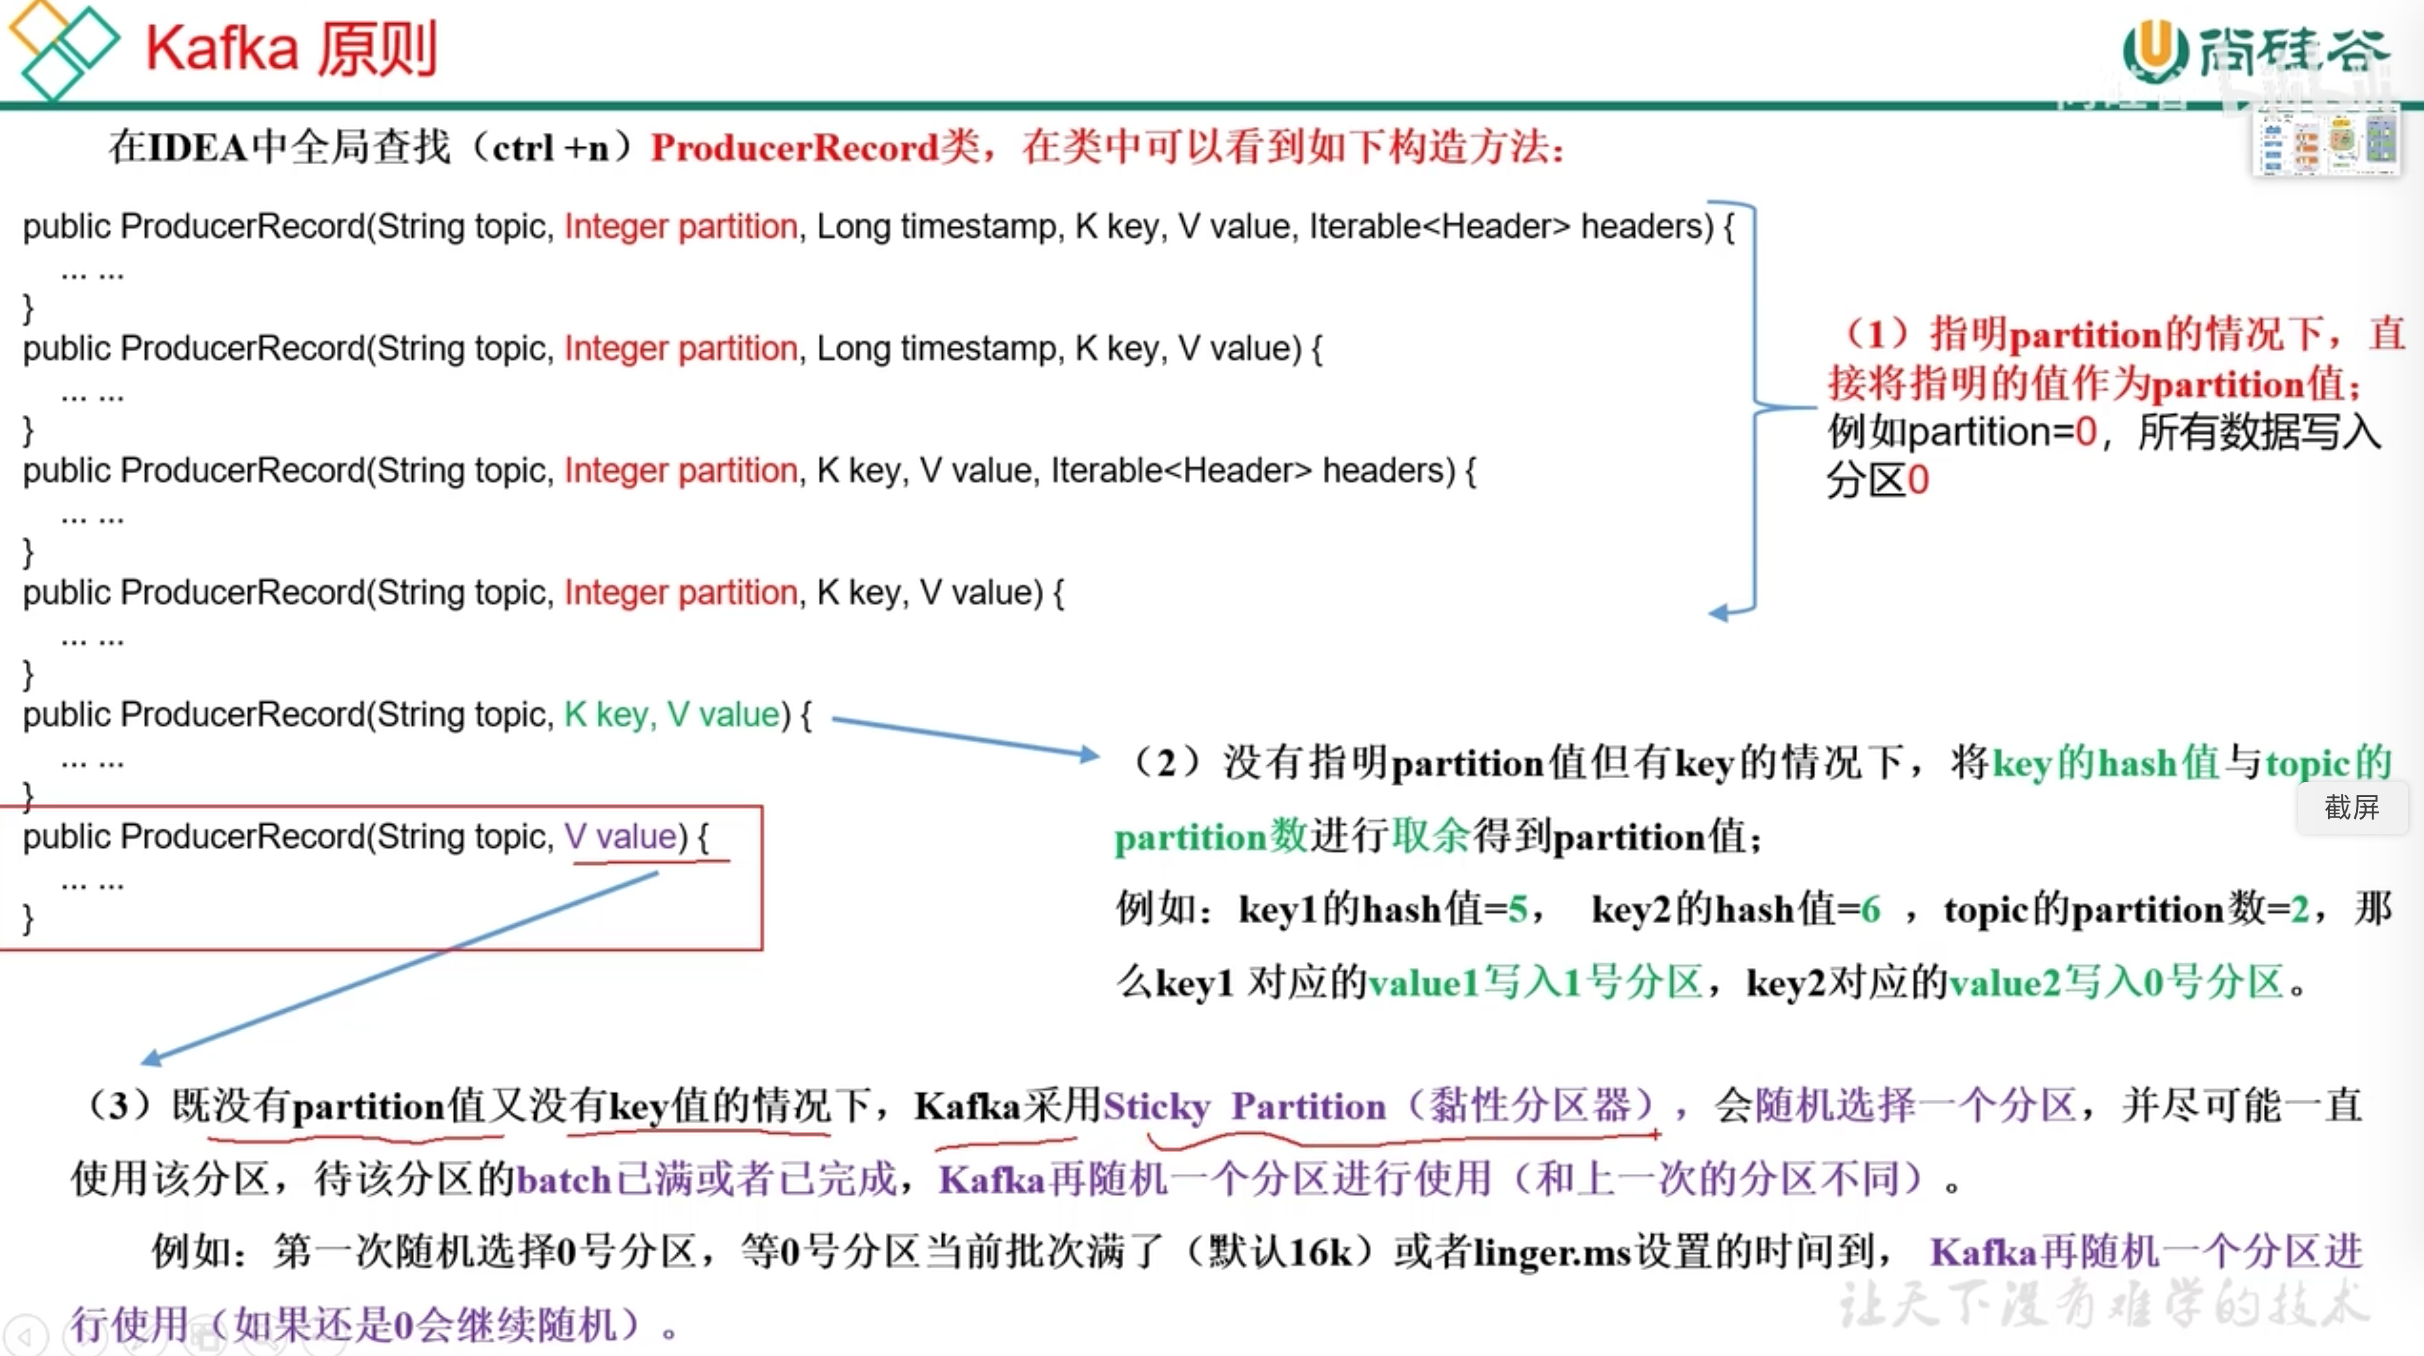 Kafka 原则
尚硅谷
在IDEA中全局查找（ctrl +n）ProducerRecord类，在类中可以看到如下构造方法：
public ProducerRecord(String topic, Integer partition, Long timestamp, K key, V value, Iterable<Header> headers) {
... ...
}
public ProducerRecord(String topic, Integer partition, Long timestamp, K key, V value) {
... ...
}
public ProducerRecord(String topic, Integer partition, K key, V value, Iterable<Header> headers) {
... ...
}
public ProducerRecord(String topic, Integer partition, K key, V value) {
... ...
}
public ProducerRecord(String topic, K key, V value) {
... ...
}
public ProducerRecord(String topic, V value) {
... ...
}
（1）指明partition的情况下，直
接将指明的值作为partition值；
例如partition=0，所有数据写入
分区0
（2）没有指明partition值但有key的情况下，将key的hash值与topic的
partition数进行取余得到partition值；
例如：key1的hash值=5， key2的hash值=6 ，topic的partition数=2，那
么key1 对应的value1写入1号分区，key2对应的value2写入0号分区。
截屏
（3）既没有partition值又没有key值的情况下，Kafka采用Sticky Partition（黏性分区器），会随机选择一个分区，并尽可能一直
使用该分区，待该分区的batch已满或者已完成，Kafka再随机一个分区进行使用（和上一次的分区不同）。
例如：第一次随机选择0号分区，等0号分区当前批次满了（默认16k）或者linger.ms设置的时间到， Kafka再随机一个分区进
行使用（如果还是0会继续随机）。
让天下没有难学的技术